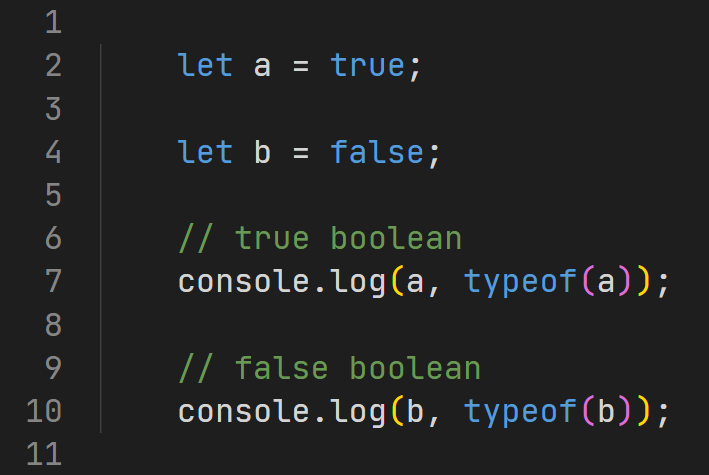 1
2 let a = true;
3
4 let b = false;
5
6 // true boolean
7 console.log(a, typeof(a));
8
9 // false boolean
10 console.log(b, typeof(b));
11